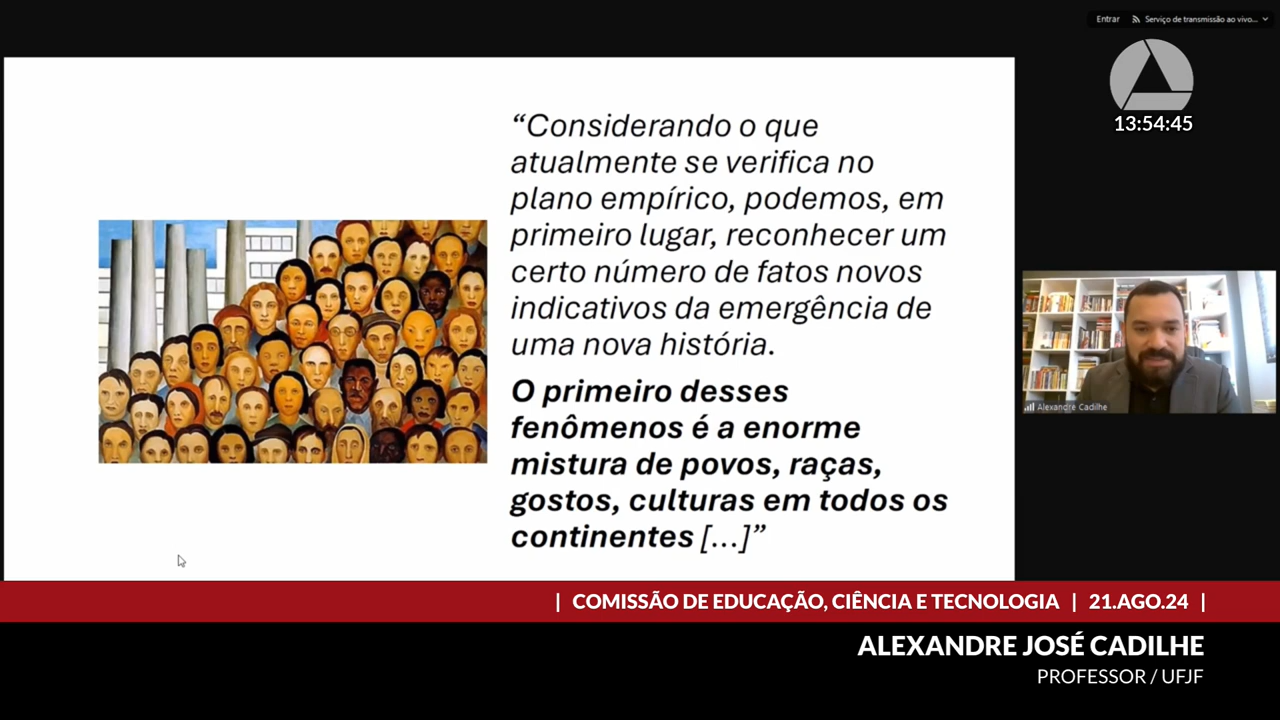 Entrar
Serviço de transmissão ao vivo...
13:54:45
“Considerando o que
atualmente se verifica no
plano empírico, podemos, em
primeiro lugar, reconhecer um
certo número de fatos novos
indicativos da emergência de
uma nova história.
O primeiro desses
fenômenos é a enorme
mistura de povos, raças,
gostos, culturas em todos os
continentes [...]”
Alexandre Cadilhe
| COMISSÃO DE EDUCAÇÃO, CIÊNCIA E TECNOLOGIA | 21.AGO.24 |
ALEXANDRE JOSÉ CADILHE
PROFESSOR / UFJF